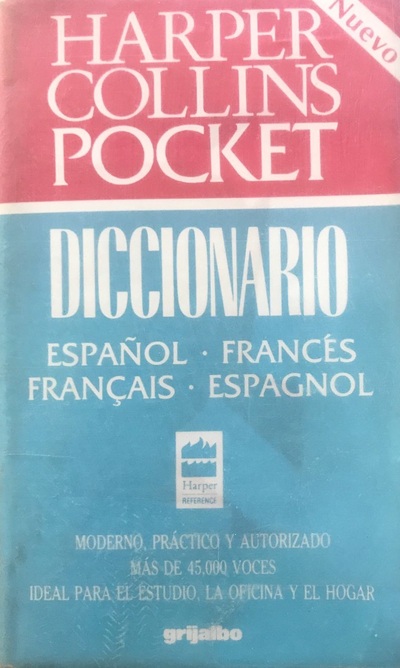 HARPER
COLLINS
POCKET
Nuevo
DICCIONARIO
ESPAÑOL · FRANCÉS
FRANÇAIS · ESPAGNOL
Harper
REFERENCE
MODERNO, PRÁCTICO Y AUTORIZADO
MÁS DE 45,000 VOCES
IDEAL PARA EL ESTUDIO, LA OFICINA Y EL HOGAR
grijalbo